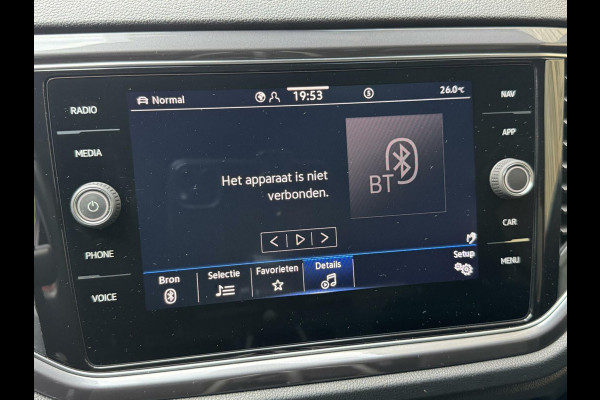 RADIO
MEDIA
PHONE
VOICE
Normal
19:53
26.0°C
Het apparaat is niet
verbonden.
BT
Bron
Selectie
Favorieten
Details
Setup
NAV
APP
CAR
MENU